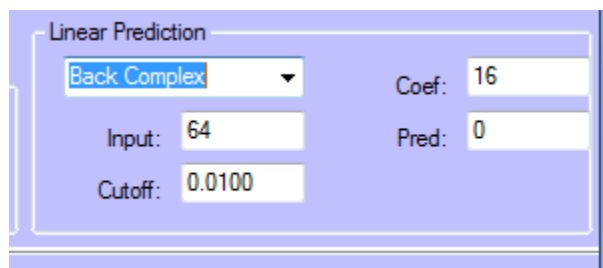 Linear Prediction
Back Complex
Coef: 16
Input: 64
Pred: 0
Cutoff: 0.0100